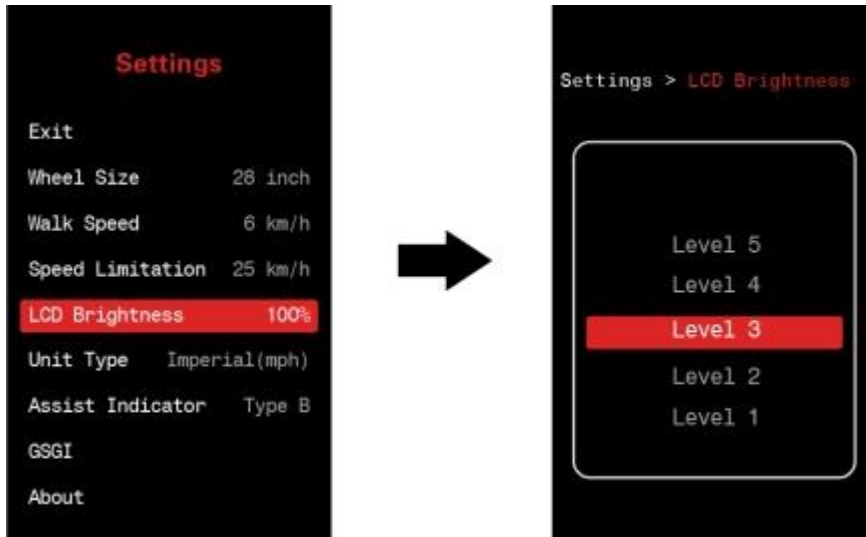 Settings
Exit
Wheel Size 28 inch
Walk Speed 6 km/h
Speed Limitation 25 km/h
LCD Brightness 100%
Unit Type Imperial(mph)
Assist Indicator Type B
GSGI
About
Settings > LCD Brightness
Level 5
Level 4
Level 3
Level 2
Level 1